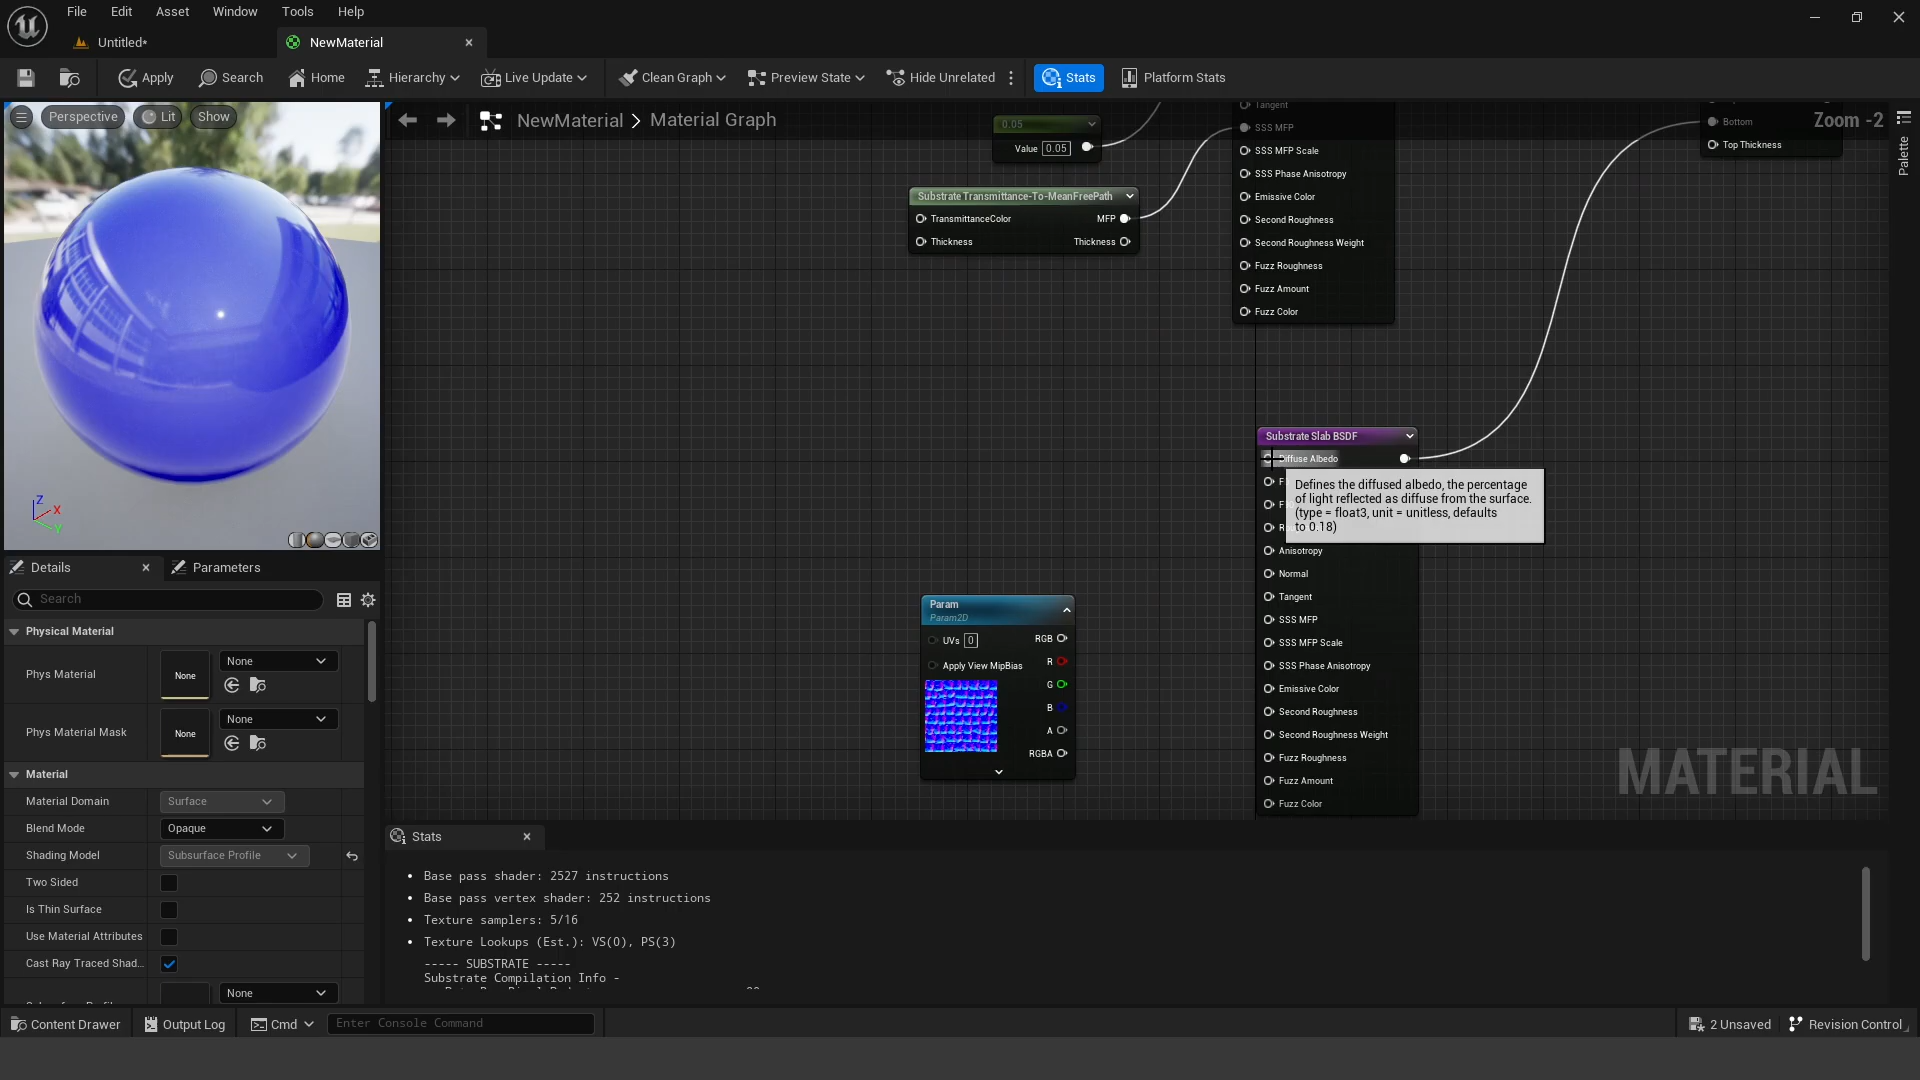 File Edit Asset Window Tools Help
Untitled*
NewMaterial
Apply Search Home Hierarchy Live Update Clean Graph Preview State Hide Unrelated Stats Platform Stats
Perspective Lit Show
NewMaterial > Material Graph
Zoom -2
Palette
0.05
Value 0.05
Substrate Transmittance-To-MeanFreePath
TransmittanceColor MFP
Thickness Thickness
Tangent
SSS MFP
SSS MFP Scale
SSS Phase Anisotropy
Emissive Color
Second Roughness
Second Roughness Weight
Fuzz Roughness
Fuzz Amount
Fuzz Color
Bottom
Top Thickness
Substrate Slab BSDF
Diffuse Albedo
Defines the diffused albedo, the percentage
of light reflected as diffuse from the surface.
(type = float3, unit = unitless, defaults
to 0.18)
Anisotropy
Normal
Tangent
SSS MFP
SSS MFP Scale
SSS Phase Anisotropy
Emissive Color
Second Roughness
Second Roughness Weight
Fuzz Roughness
Fuzz Amount
Fuzz Color
Param
Param2D
UVs 0 RGB
Apply View MipBias R
G
B
A
RGBA
MATERIAL
Z
X
Y
Details
Parameters
Search
Physical Material
Phys Material None None
Phys Material Mask None None
Material
Material Domain Surface
Blend Mode Opaque
Shading Model Subsurface Profile
Two Sided
Is Thin Surface
Use Material Attributes
Cast Ray Traced Shad...
None
Stats
• Base pass shader: 2527 instructions
• Base pass vertex shader: 252 instructions
• Texture samplers: 5/16
• Texture Lookups (Est.): VS(0), PS(3)
----- SUBSTRATE -----
Substrate Compilation Info -
Content Drawer Output Log Cmd Enter Console Command
2 Unsaved Revision Control